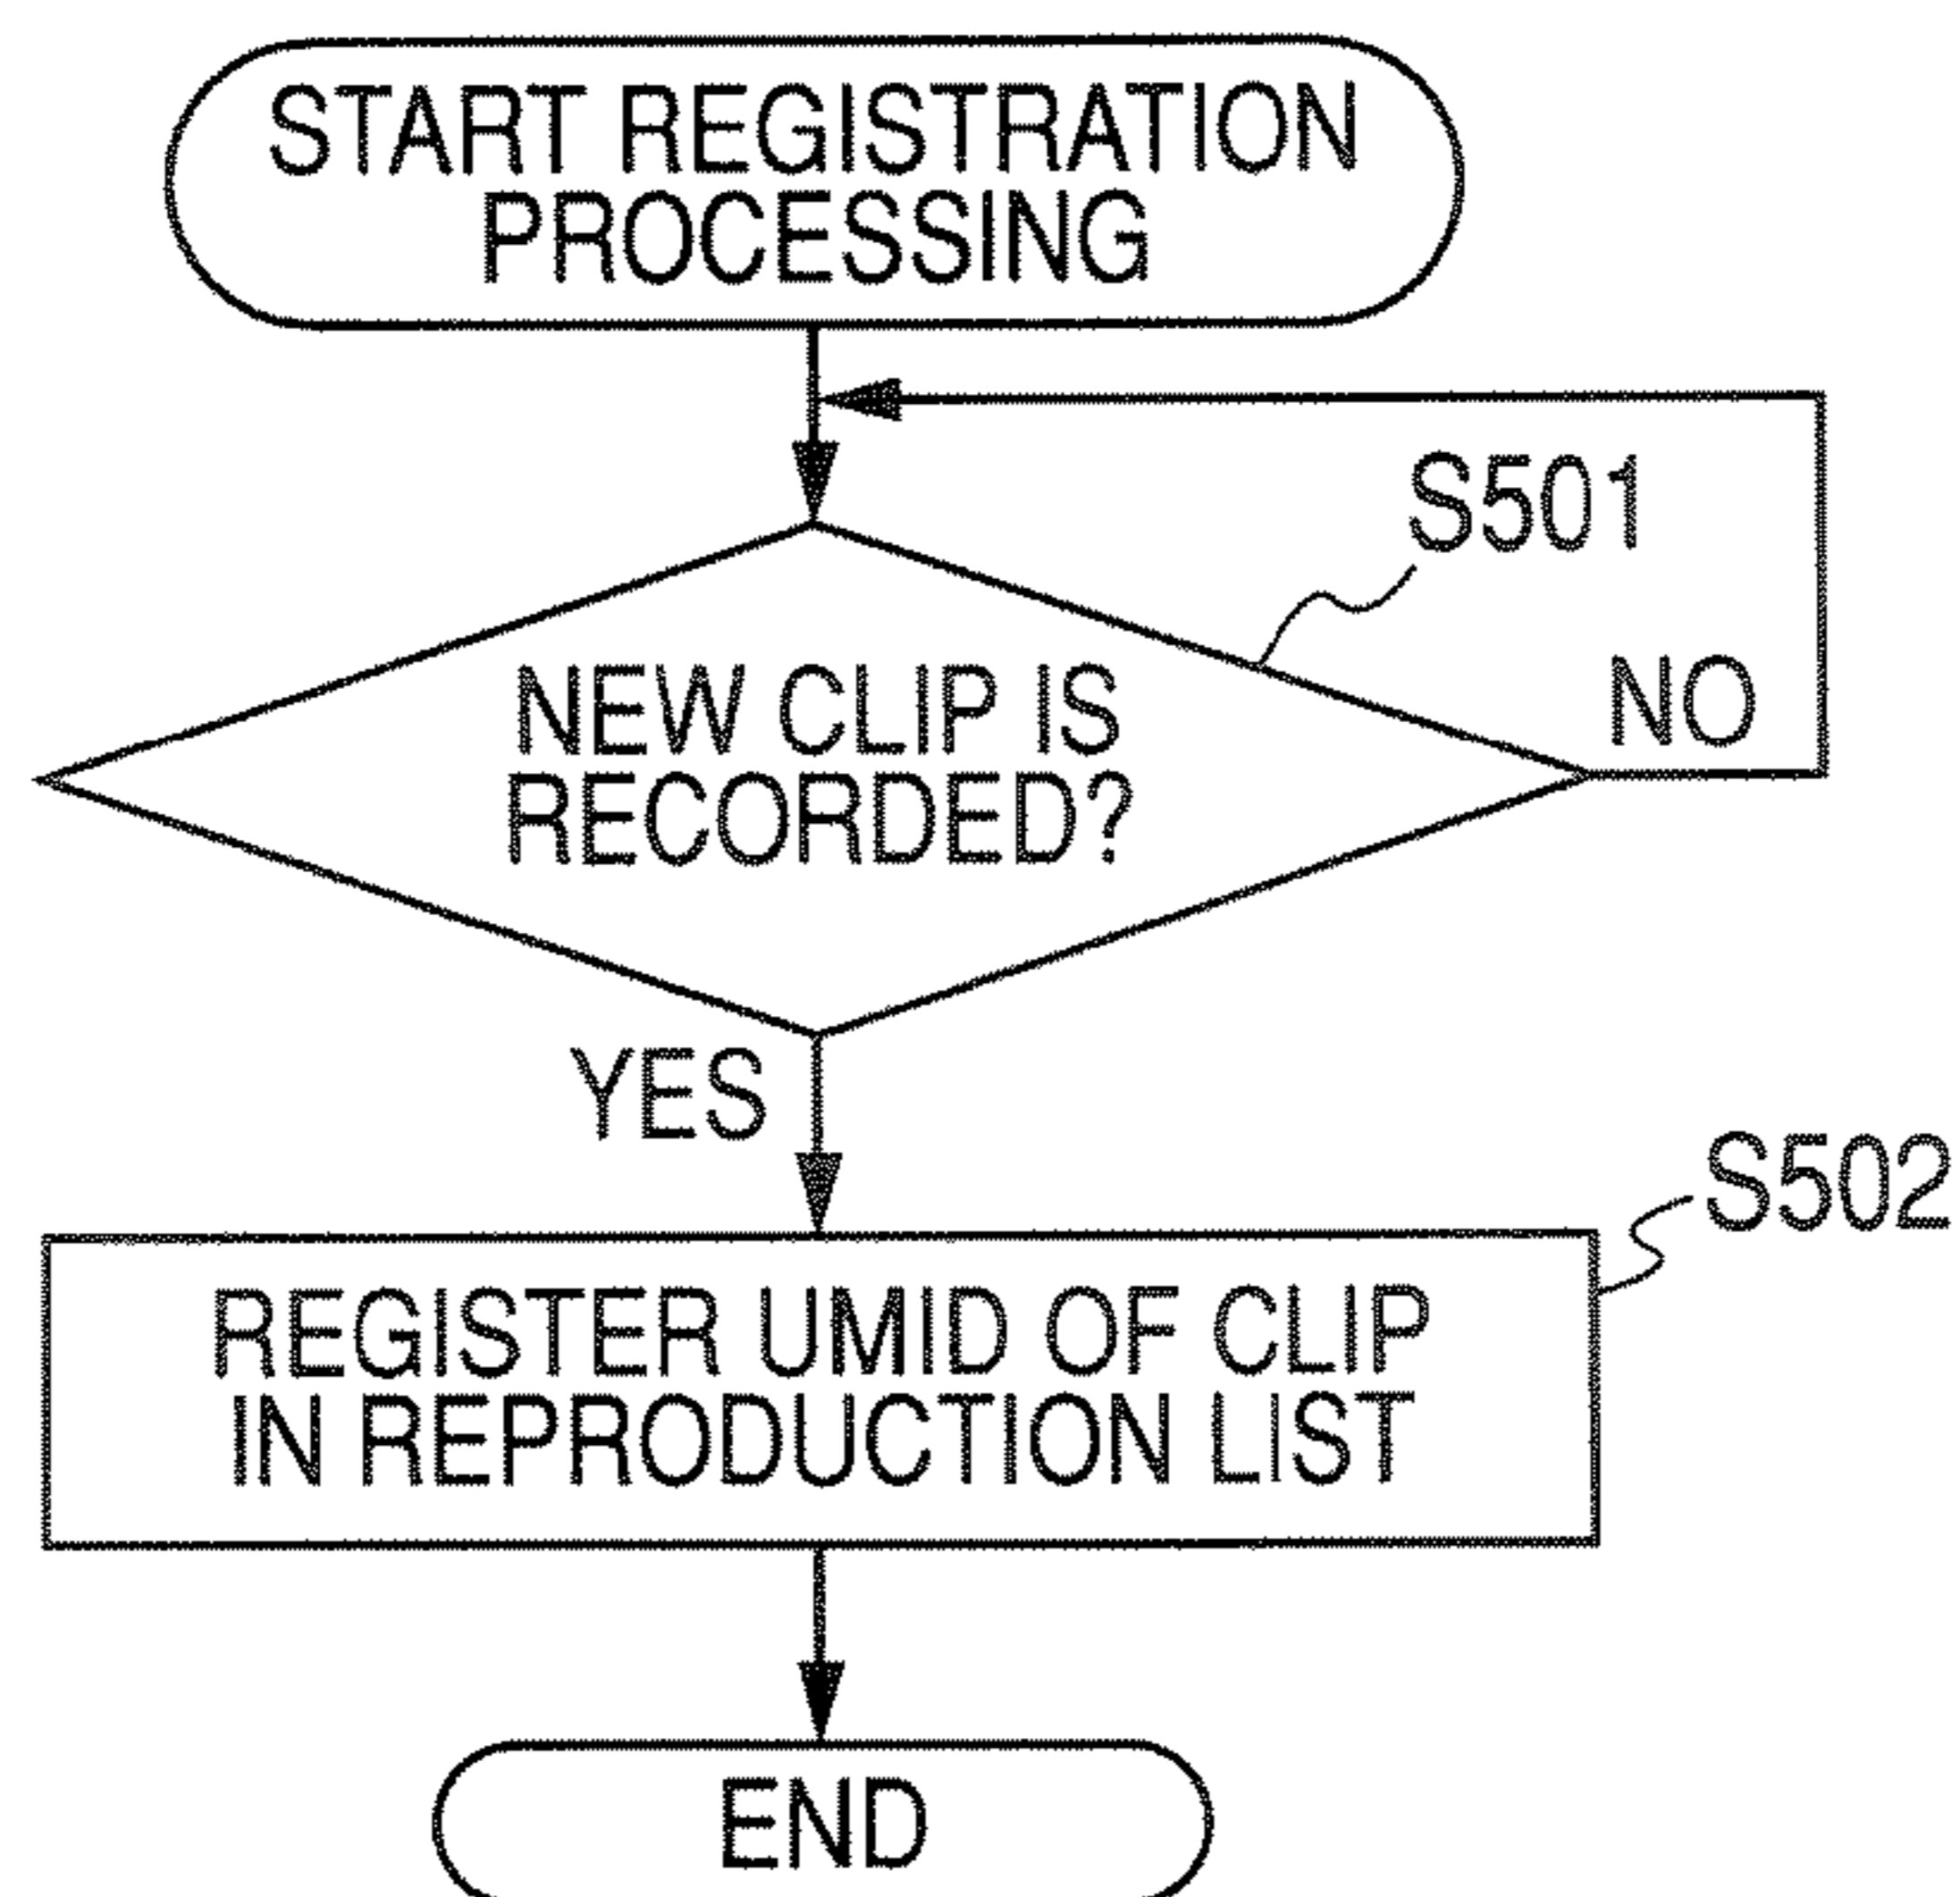 START REGISTRATION
PROCESSING
S501
NEW CLIP IS
RECORDED?
NO
YES
S502
REGISTER UMID OF CLIP
IN REPRODUCTION LIST
END